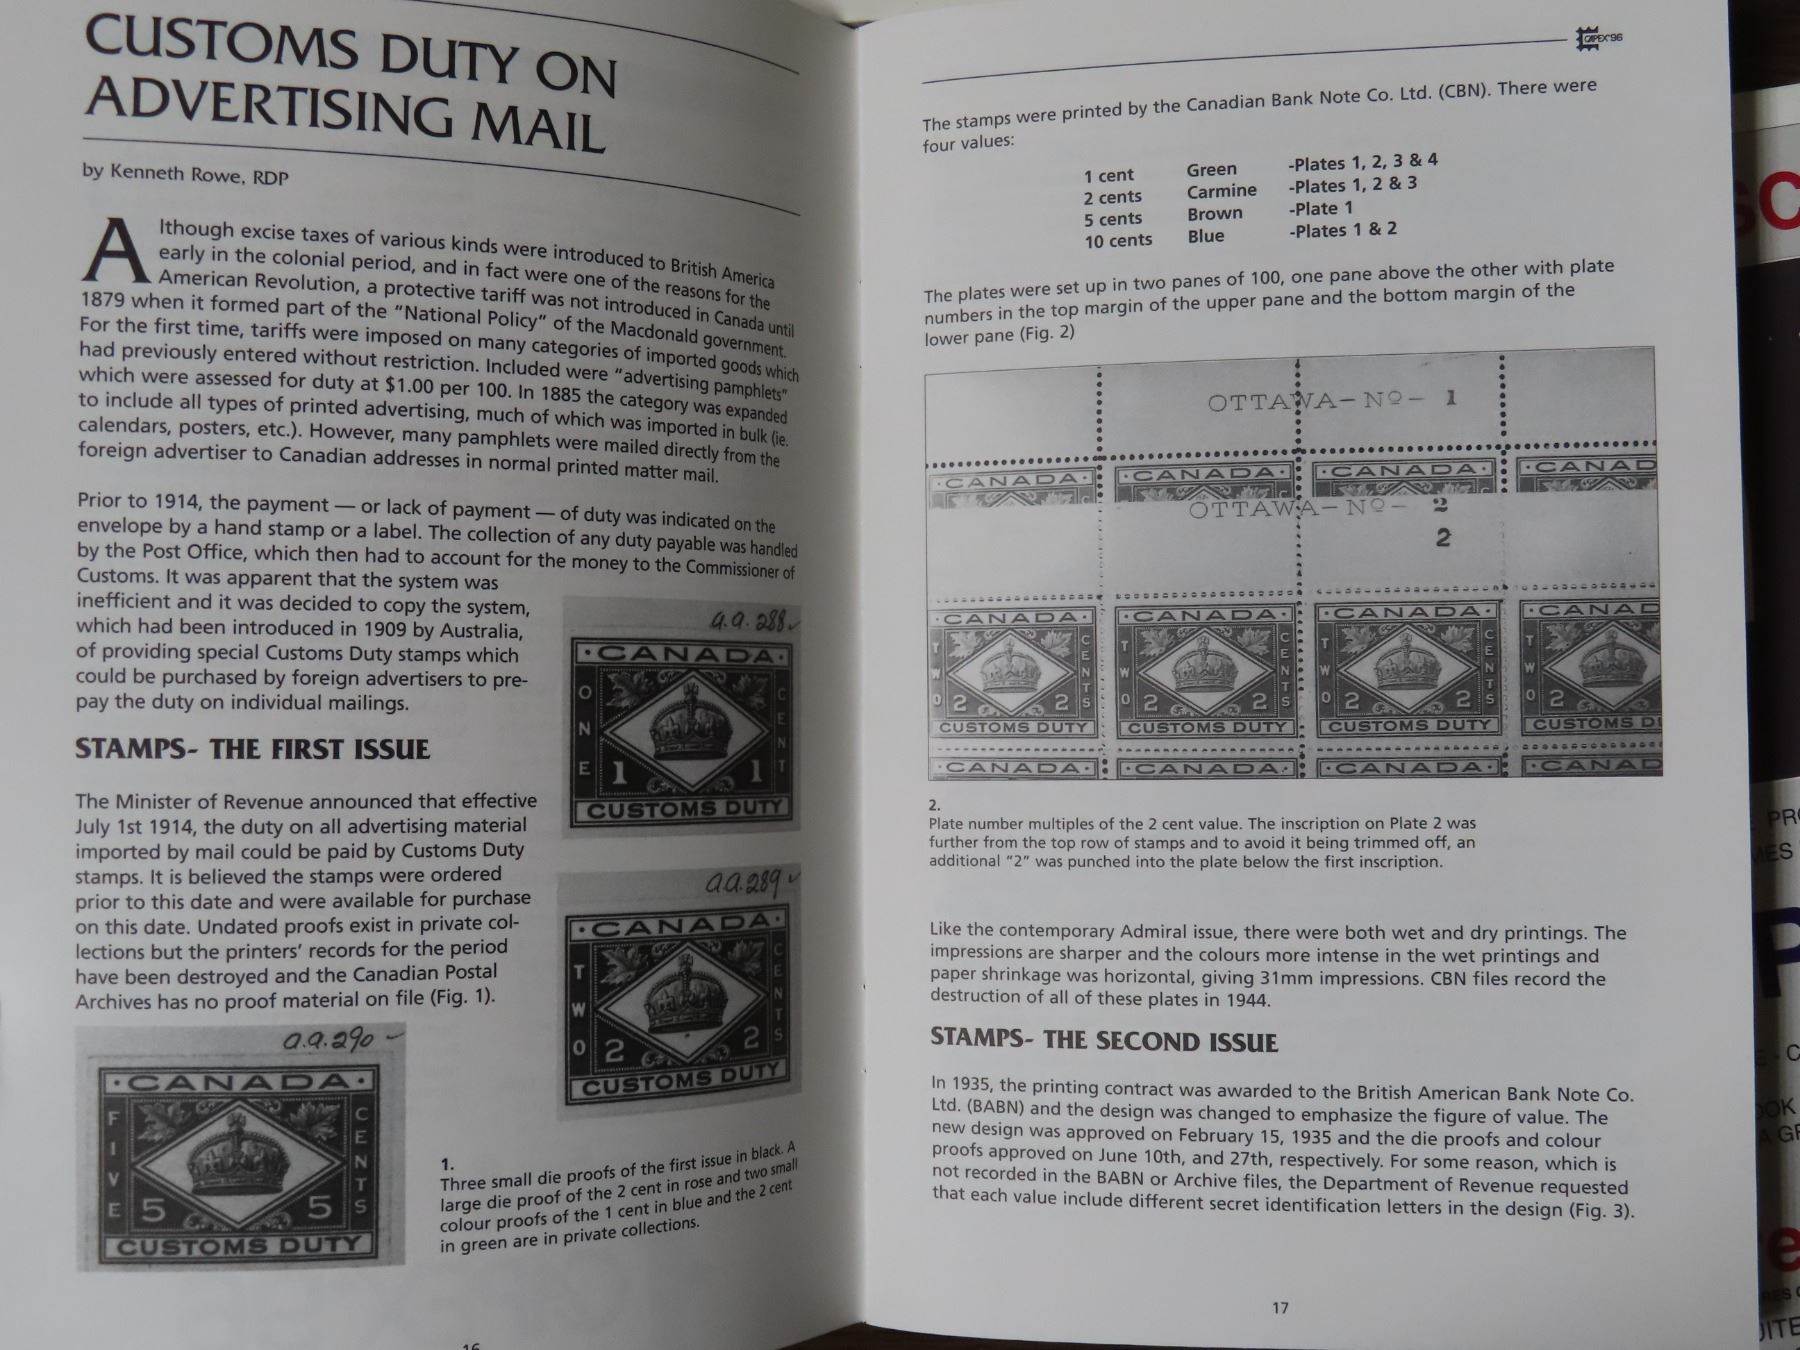 CUSTOMS DUTY ON
ADVERTISING MAIL
by Kenneth Rowe, RDP
Although excise taxes of various kinds were introduced to British America
early in the colonial period, and in fact were one of the reasons for the
American Revolution, a protective tariff was not introduced in Canada until
1879 when it formed part of the "National Policy" of the Macdonald government.
For the first time, tariffs were imposed on many categories of imported goods which
had previously entered without restriction. Included were "advertising pamphlets"
which were assessed for duty at $1.00 per 100. In 1885 the category was expanded
to include all types of printed advertising, much of which was imported in bulk (ie.
calendars, posters, etc.). However, many pamphlets were mailed directly from the
foreign advertiser to Canadian addresses in normal printed matter mail.
Prior to 1914, the payment — or lack of payment — of duty was indicated on the
envelope by a hand stamp or a label. The collection of any duty payable was handled
by the Post Office, which then had to account for the money to the Commissioner of
Customs. It was apparent that the system was
inefficient and it was decided to copy the system,
which had been introduced in 1909 by Australia,
of providing special Customs Duty stamps which
could be purchased by foreign advertisers to pre-
pay the duty on individual mailings.
STAMPS- THE FIRST ISSUE
The Minister of Revenue announced that effective
July 1st 1914, the duty on all advertising material
imported by mail could be paid by Customs Duty
stamps. It is believed the stamps were ordered
prior to this date and were available for purchase
on this date. Undated proofs exist in private col-
lections but the printers' records for the period
have been destroyed and the Canadian Postal
Archives has no proof material on file (Fig. 1).
a.a. 288
·CANADA·
ONE
CENT
1 1
CUSTOMS DUTY
a.a. 289
·CANADA·
TWO
CENTS
2 2
CUSTOMS DUTY
a.a. 290
·CANADA·
FIVE
CENTS
5 5
CUSTOMS DUTY
1.
Three small die proofs of the first issue in black. A
large die proof of the 2 cent in rose and two small
colour proofs of the 1 cent in blue and the 2 cent
in green are in private collections.
16
CAPEX'96
The stamps were printed by the Canadian Bank Note Co. Ltd. (CBN). There were
four values:
1 cent Green -Plates 1, 2, 3 & 4
2 cents Carmine -Plates 1, 2 & 3
5 cents Brown -Plate 1
10 cents Blue -Plates 1 & 2
The plates were set up in two panes of 100, one pane above the other with plate
numbers in the top margin of the upper pane and the bottom margin of the
lower pane (Fig. 2)
OTTAWA-No- 1
·CANADA· ·CANADA· ·CANADA· ·CANAD
OTTAWA-No- 2
2
·CANADA· ·CANADA· ·CANADA· ·CANAD
TWO CENTS TWO CENTS TWO CENTS TWO
2 2 2 2 2 2 2
CUSTOMS DUTY CUSTOMS DUTY CUSTOMS DUTY CUSTOMS D
·CANADA· ·CANADA· ·CANADA· ·CANAD
2.
Plate number multiples of the 2 cent value. The inscription on Plate 2 was
further from the top row of stamps and to avoid it being trimmed off, an
additional "2" was punched into the plate below the first inscription.
Like the contemporary Admiral issue, there were both wet and dry printings. The
impressions are sharper and the colours more intense in the wet printings and
paper shrinkage was horizontal, giving 31mm impressions. CBN files record the
destruction of all of these plates in 1944.
STAMPS- THE SECOND ISSUE
In 1935, the printing contract was awarded to the British American Bank Note Co.
Ltd. (BABN) and the design was changed to emphasize the figure of value. The
new design was approved on February 15, 1935 and the die proofs and colour
proofs approved on June 10th, and 27th, respectively. For some reason, which is
not recorded in the BABN or Archive files, the Department of Revenue requested
that each value include different secret identification letters in the design (Fig. 3).
17